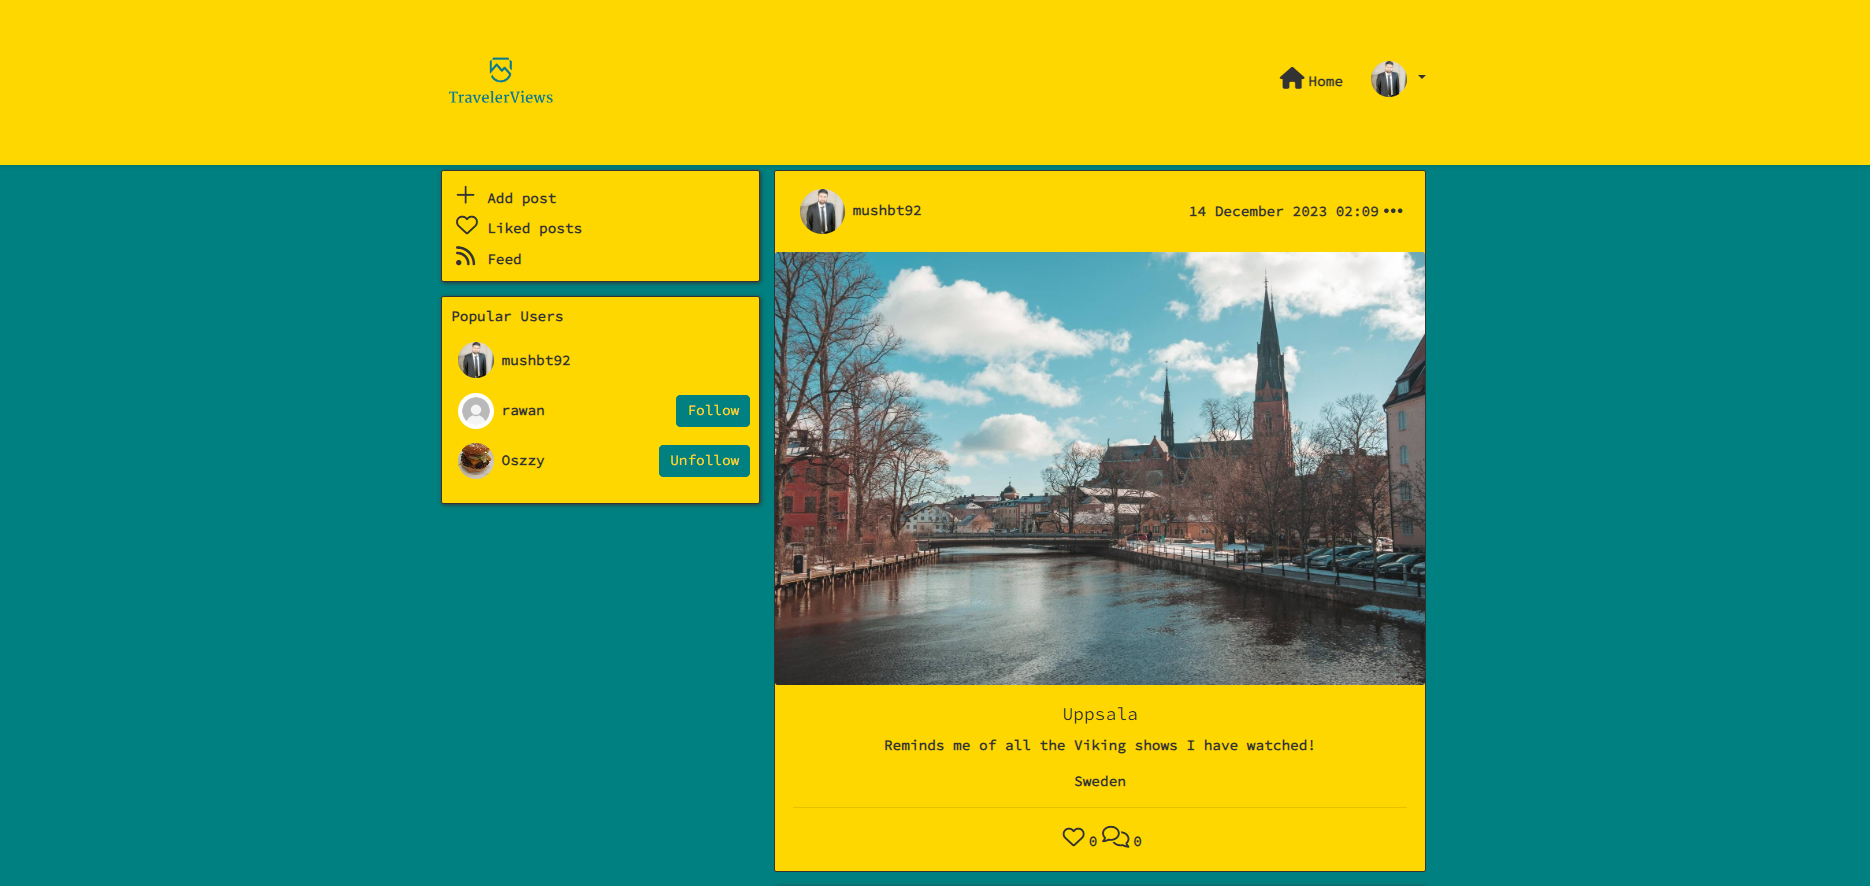 TravelerViews
Home
Add post
Liked posts
Feed
Popular Users
mushbt92
rawan Follow
Oszzy Unfollow
mushbt92 14 December 2023 02:09
Uppsala
Reminds me of all the Viking shows I have watched!
Sweden
0 0